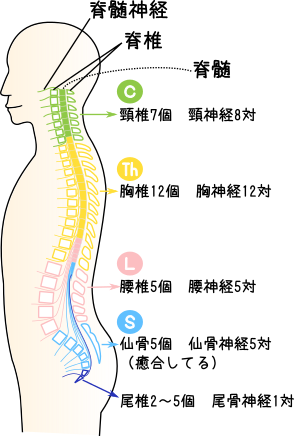 脊髄神経
脊椎
脊髄
C
頸椎7個　頸神経8対
Th
胸椎12個　胸神経12対
L
腰椎5個　腰神経5対
S
仙骨5個　仙骨神経5対
（癒合してる）
尾椎2～5個　尾骨神経1対